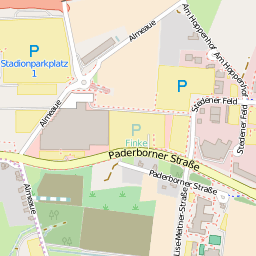 Am Hoppenhof
Am Hoppenhof
Almeaue
P
Stadionparkplatz
1
P
Almeaue
Stedener Feld
Stedener Feld
P
Finke
Paderborner Straße
Paderborner Straße
Almeaue
Lise-Meitner-Straße